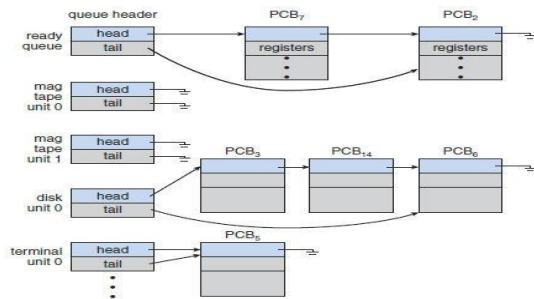 queue header PCB₇ PCB₂
ready
queue
head
tail
registers
registers
mag
tape
unit 0
head
tail
mag
tape
unit 1
head
tail
PCB₃ PCB₁₄ PCB₆
disk
unit 0
head
tail
PCB₅
terminal
unit 0
head
tail